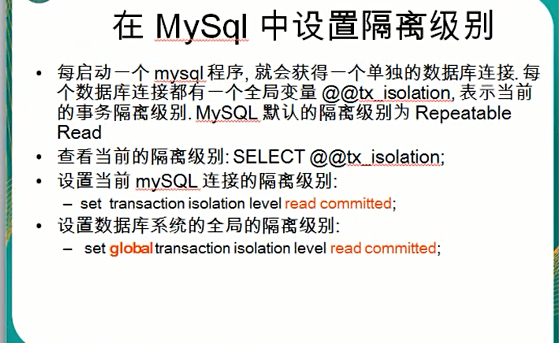 在 MySql 中设置隔离级别
• 每启动一个 mysql 程序, 就会获得一个单独的数据库连接. 每
个数据库连接都有一个全局变量 @@tx_isolation, 表示当前
的事务隔离级别. MySQL 默认的隔离级别为 Repeatable
Read
• 查看当前的隔离级别: SELECT @@tx_isolation;
• 设置当前 mySQL 连接的隔离级别:
– set transaction isolation level read committed;
• 设置数据库系统的全局的隔离级别:
– set global transaction isolation level read committed;